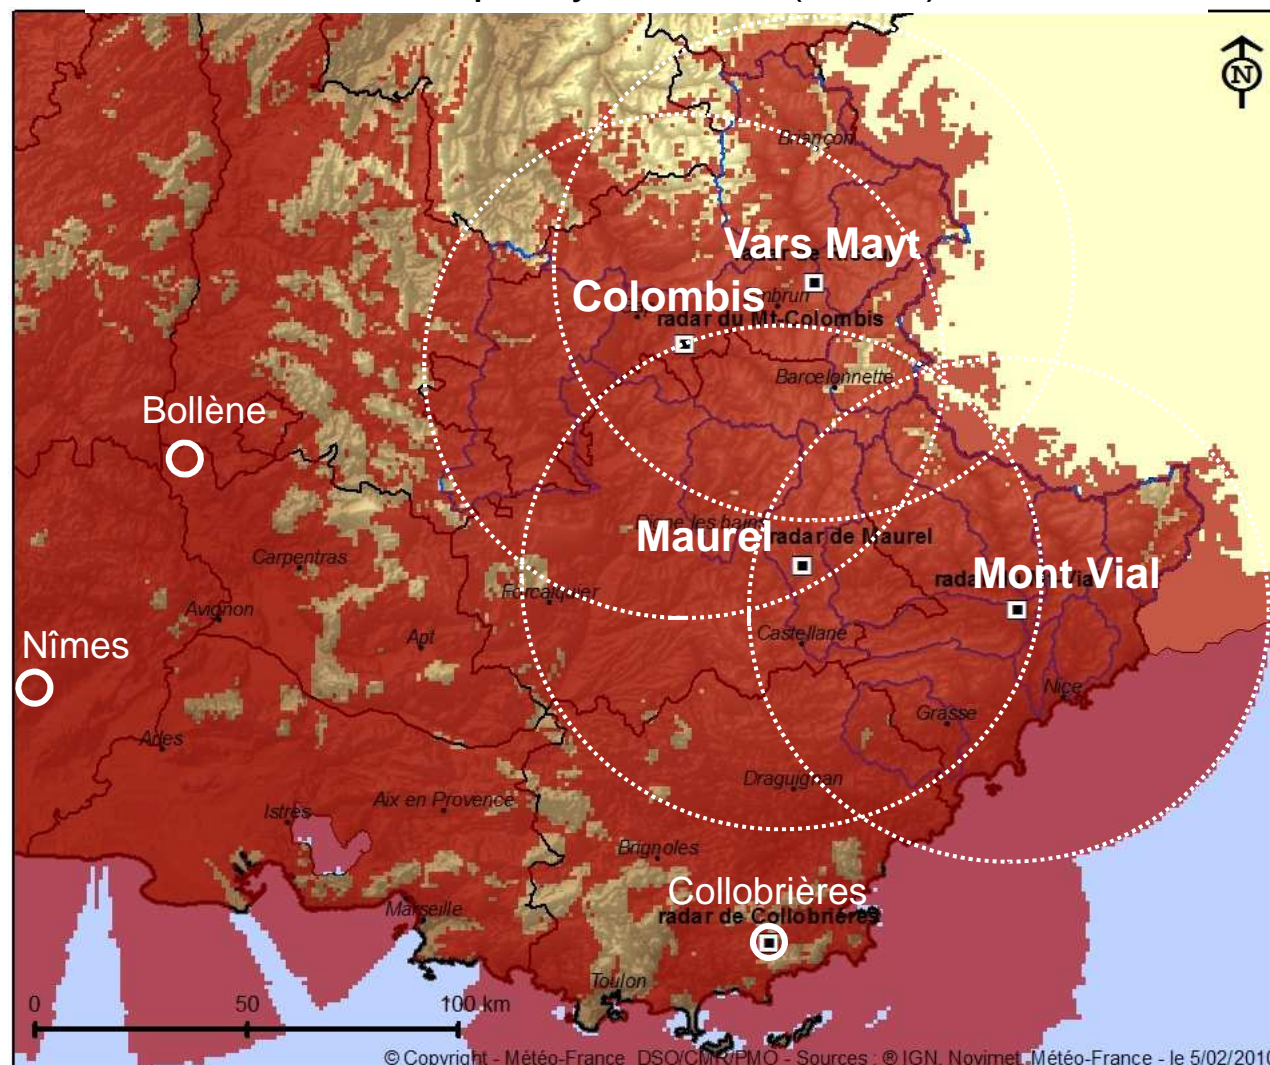 N
Briançon
Vars Mayt
Colombis
radar du Mt-Colombis
Barcelonnette
Bollène
Maurel
radar de Maurel
Mont Vial
Carpentras
Forcalquier
Avignon
Apt
Castellane
Nîmes
Nice
Grasse
Arles
Draguignan
Aix en Provence
Istres
Brignoles
Collobrières
radar de Collobrières
Marseille
Toulon
0 50 100 km
© Copyright - Météo-France DSO/CMR/PMO - Sources : ® IGN, Novimet, Météo-France - le 5/02/2010